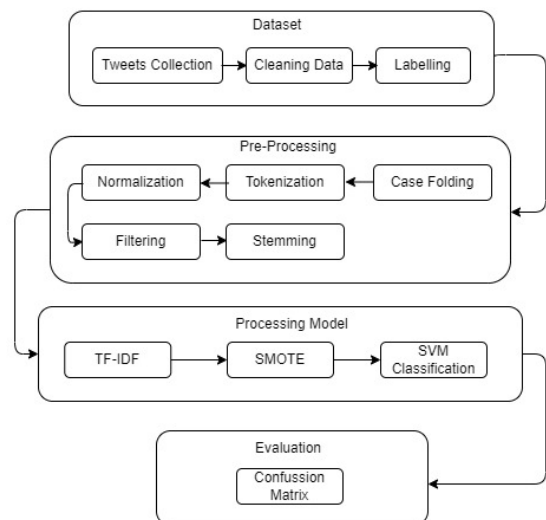 Dataset
Tweets Collection
Cleaning Data
Labelling
Pre-Processing
Normalization
Tokenization
Case Folding
Filtering
Stemming
Processing Model
TF-IDF
SMOTE
SVM
Classification
Evaluation
Confussion
Matrix